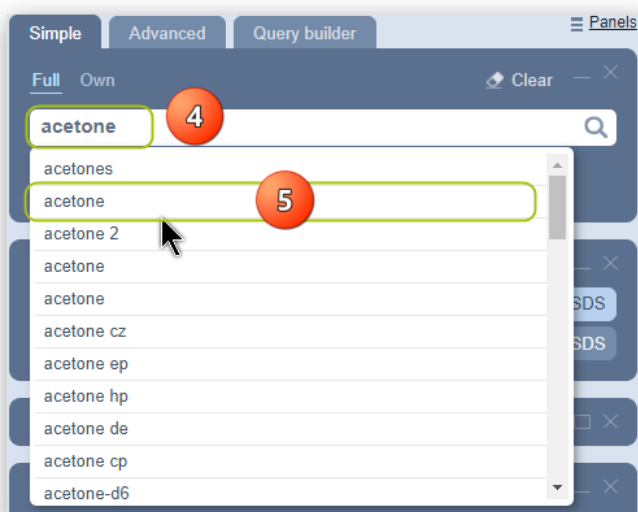 Simple Advanced Query builder Panels
Full Own Clear
acetone 4
acetones
acetone 5
acetone 2
acetone
acetone
acetone cz
SDS
acetone ep
SDS
acetone hp
acetone de
acetone cp
acetone-d6